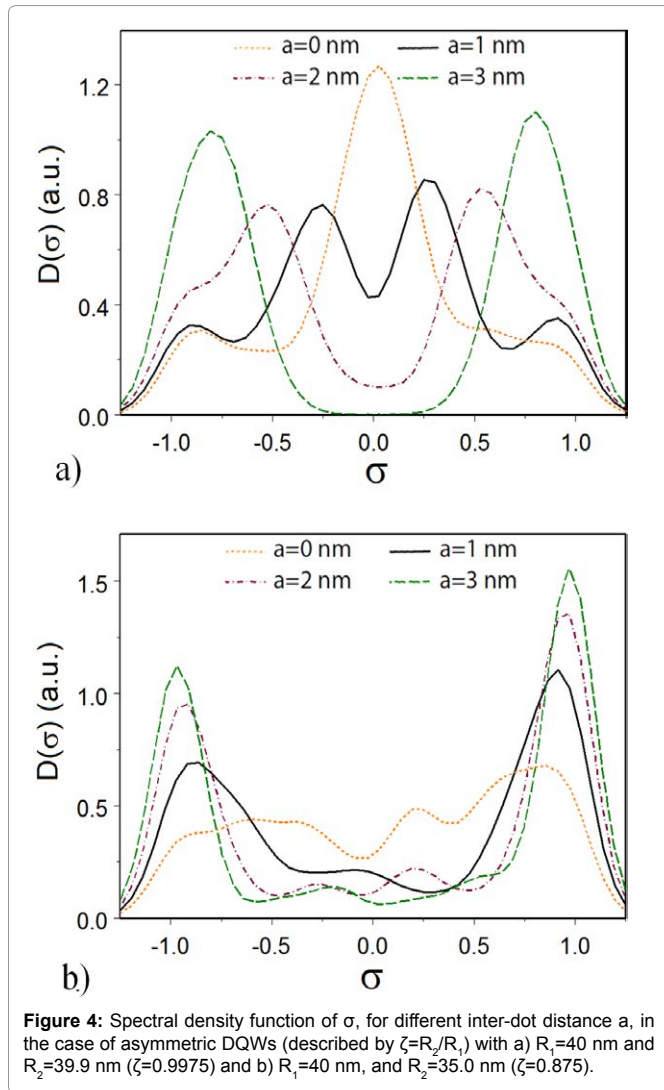 a=0 nm a=1 nm
a=2 nm a=3 nm
1.2
0.8
0.4
0.0
D(σ) (a.u.)
-1.0 -0.5 0.0 0.5 1.0
a) σ
a=0 nm a=1 nm
a=2 nm a=3 nm
1.5
1.0
0.5
0.0
D(σ) (a.u.)
-1.0 -0.5 0.0 0.5 1.0
b) σ
Figure 4: Spectral density function of σ, for different inter-dot distance a, in
the case of asymmetric DQWs (described by ζ=R₂/R₁) with a) R₁=40 nm and
R₂=39.9 nm (ζ=0.9975) and b) R₁=40 nm, and R₂=35.0 nm (ζ=0.875).